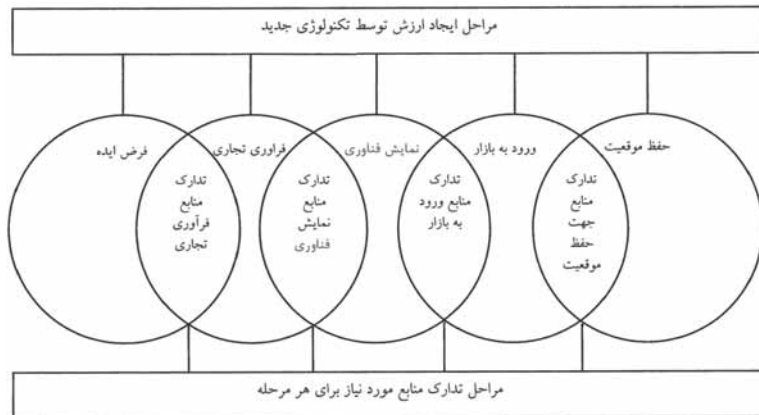 مراحل ایجاد ارزش توسط تکنولوژی جدید
فرض ایده
فراوری تجاری
نمایش فناوری
ورود به بازار
حفظ موقعیت
تدارک
منابع
فرآوری
تجاری
تدارک
منابع
نمایش
فناوری
تدارک
منابع ورود
به بازار
تدارک
منابع
جهت
حفظ
موقعیت
مراحل تدارک منابع مورد نیاز برای هر مرحله